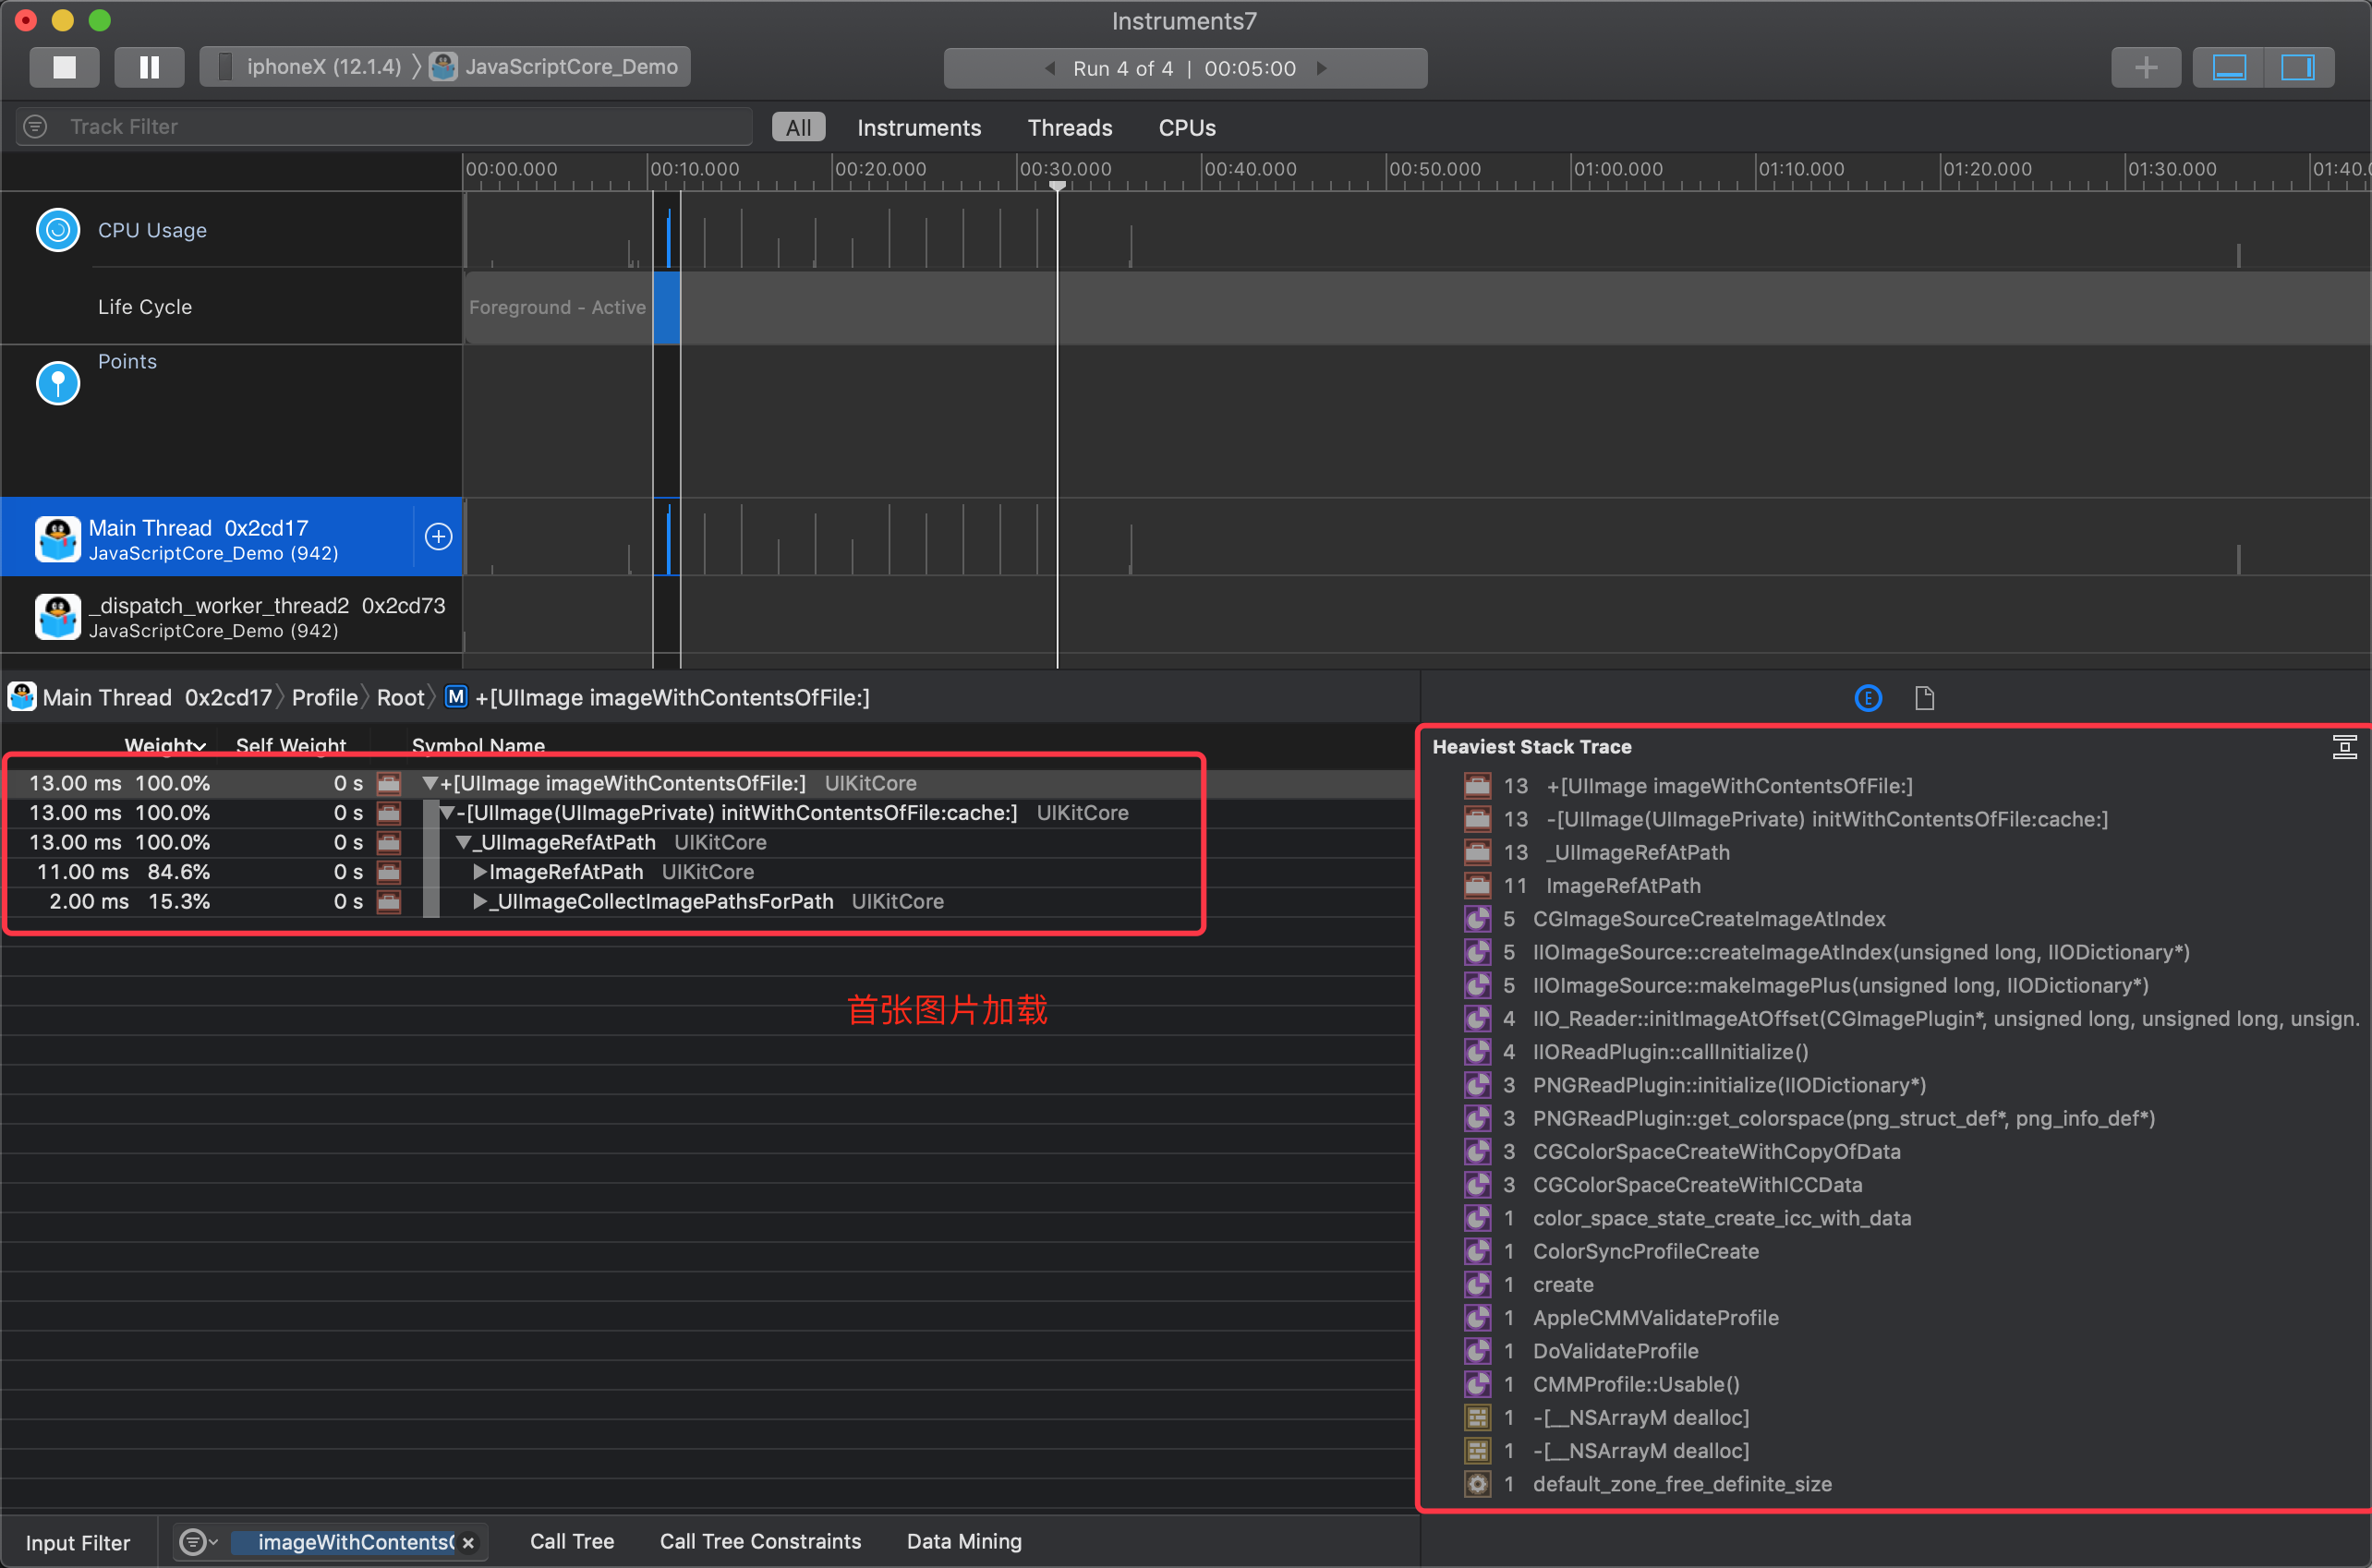 Instruments7
iphoneX (12.1.4) 〉 JavaScriptCore_Demo
Run 4 of 4 | 00:05:00
Track Filter
All Instruments Threads CPUs
00:00.000 00:10.000 00:20.000 00:30.000 00:40.000 00:50.000 01:00.000 01:10.000 01:20.000 01:30.000 01:40.0
CPU Usage
Life Cycle
Foreground - Active
Points
Main Thread 0x2cd17
JavaScriptCore_Demo (942)
_dispatch_worker_thread2 0x2cd73
JavaScriptCore_Demo (942)
Main Thread 0x2cd17 〉 Profile 〉 Root 〉 M +[UIImage imageWithContentsOfFile:]
E
Weight Self Weight Symbol Name
13.00 ms 100.0% 0 s +[UIImage imageWithContentsOfFile:] UIKitCore
13.00 ms 100.0% 0 s -[UIImage(UIImagePrivate) initWithContentsOfFile:cache:] UIKitCore
13.00 ms 100.0% 0 s _UIImageRefAtPath UIKitCore
11.00 ms 84.6% 0 s ImageRefAtPath UIKitCore
2.00 ms 15.3% 0 s _UIImageCollectImagePathsForPath UIKitCore
首张图片加载
Heaviest Stack Trace
13 +[UIImage imageWithContentsOfFile:]
13 -[UIImage(UIImagePrivate) initWithContentsOfFile:cache:]
13 _UIImageRefAtPath
11 ImageRefAtPath
5 CGImageSourceCreateImageAtIndex
5 IIOImageSource::createImageAtIndex(unsigned long, IIODictionary*)
5 IIOImageSource::makeImagePlus(unsigned long, IIODictionary*)
4 IIO_Reader::initImageAtOffset(CGImagePlugin*, unsigned long, unsigned long, unsign.
4 IIOReadPlugin::callInitialize()
3 PNGReadPlugin::initialize(IIODictionary*)
3 PNGReadPlugin::get_colorspace(png_struct_def*, png_info_def*)
3 CGColorSpaceCreateWithCopyOfData
3 CGColorSpaceCreateWithICCData
1 color_space_state_create_icc_with_data
1 ColorSyncProfileCreate
1 create
1 AppleCMMValidateProfile
1 DoValidateProfile
1 CMMProfile::Usable()
1 -[__NSArrayM dealloc]
1 -[__NSArrayM dealloc]
1 default_zone_free_definite_size
Input Filter imageWithContents( Call Tree Call Tree Constraints Data Mining